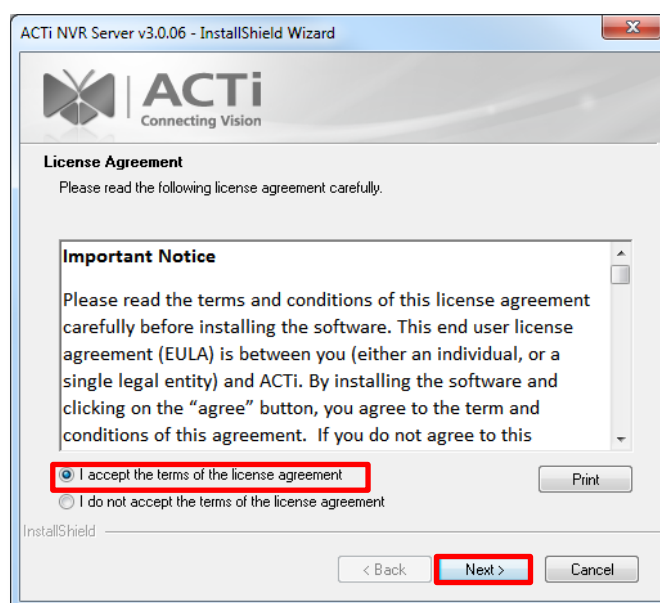 ACTi NVR Server v3.0.06 - InstallShield Wizard
ACTi
Connecting Vision
License Agreement
Please read the following license agreement carefully.
Important Notice
Please read the terms and conditions of this license agreement
carefully before installing the software. This end user license
agreement (EULA) is between you (either an individual, or a
single legal entity) and ACTi. By installing the software and
clicking on the “agree” button, you agree to the term and
conditions of this agreement.  If you do not agree to this
I accept the terms of the license agreement
Print
I do not accept the terms of the license agreement
InstallShield
< Back
Next >
Cancel